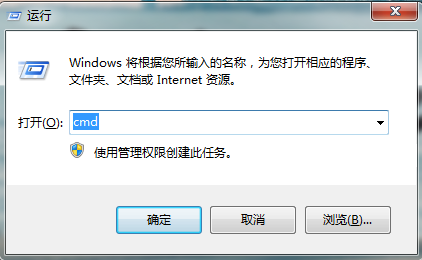 运行
Windows 将根据您所输入的名称，为您打开相应的程序、
文件夹、文档或 Internet 资源。
打开(O): cmd
使用管理权限创建此任务。
确定 取消 浏览(B)...